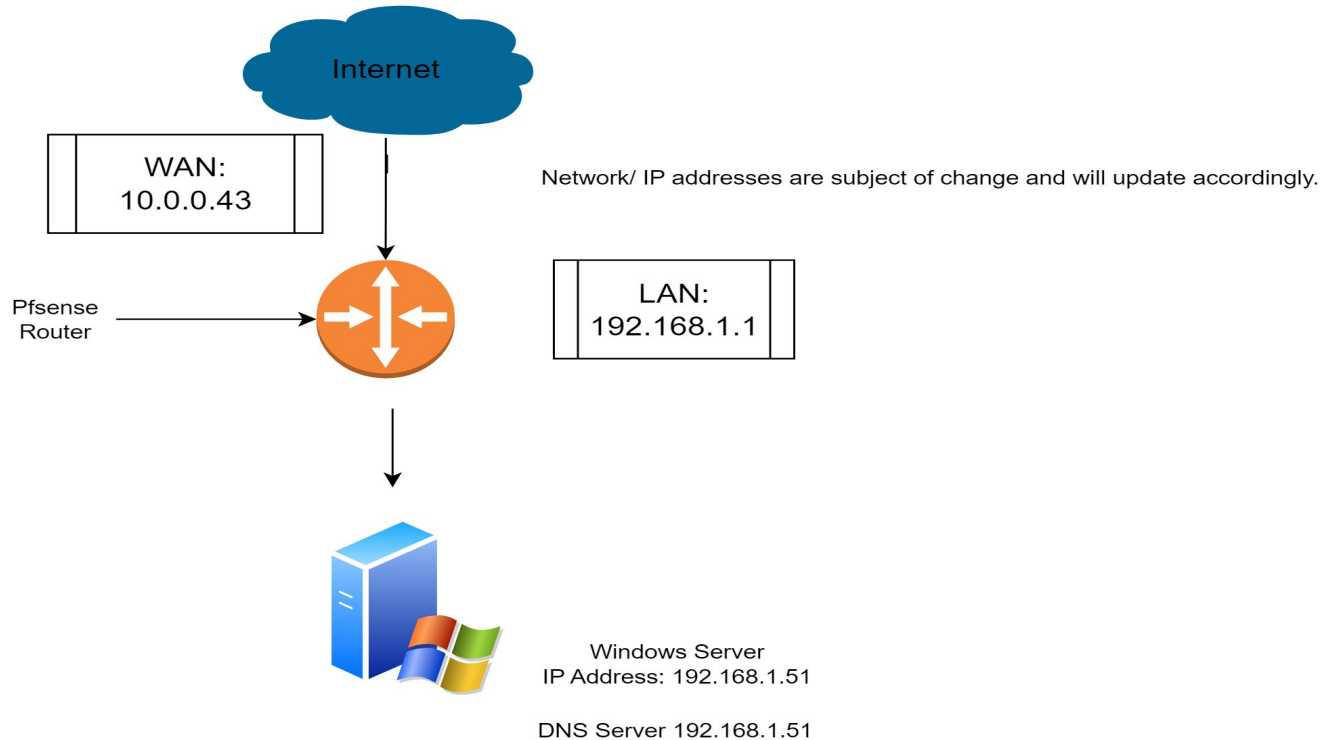 Internet
WAN:
10.0.0.43
Network/ IP addresses are subject of change and will update accordingly.
LAN:
192.168.1.1
Pfsense
Router
Windows Server
IP Address: 192.168.1.51
DNS Server 192.168.1.51